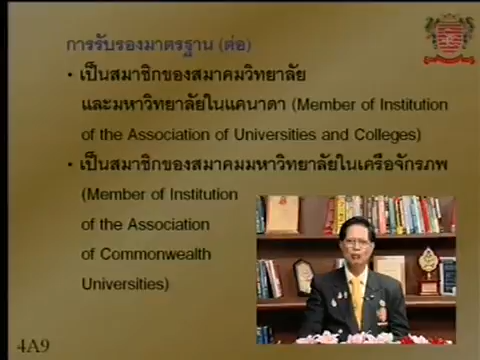 การรับรองมาตรฐาน (ต่อ)
• เป็นสมาชิกของสมาคมวิทยาลัย
และมหาวิทยาลัยในแคนาดา (Member of Institution
of the Association of Universities and Colleges)
• เป็นสมาชิกของสมาคมมหาวิทยาลัยในเครือจักรภพ
(Member of Institution
of the Association
of Commonwealth
Universities)
4A9